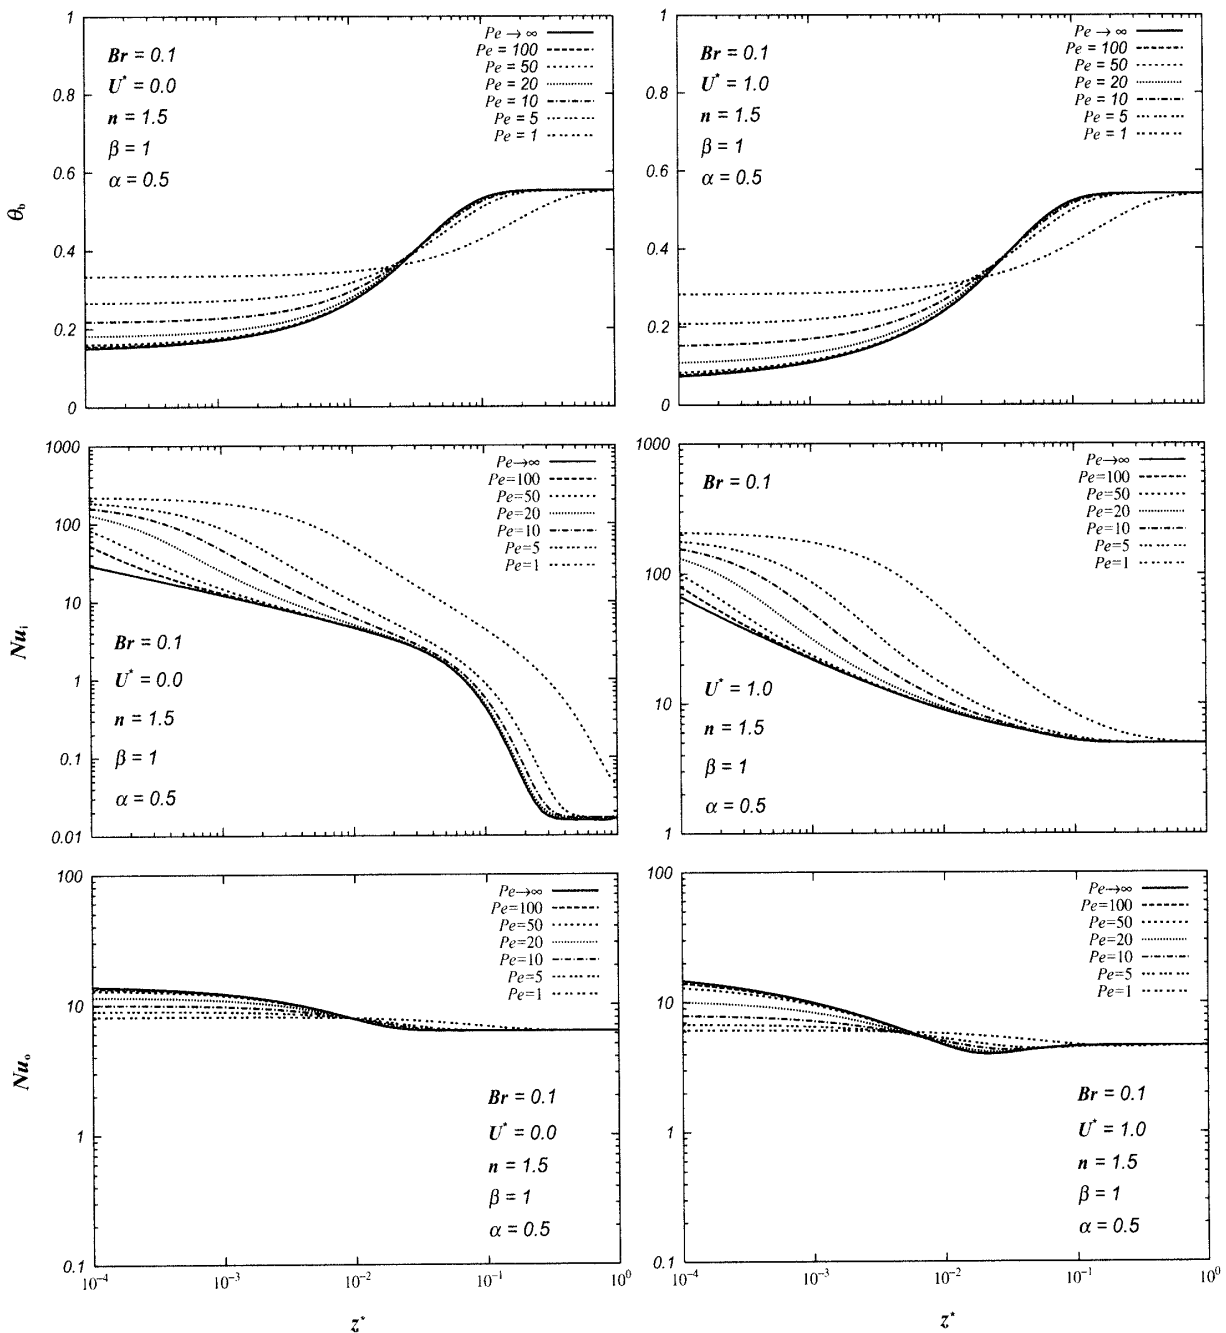 1
0.8
0.6
0.4
0.2
0
θb
Br = 0.1
U* = 0.0
n = 1.5
β = 1
α = 0.5
Pe → ∞
Pe = 100
Pe = 50
Pe = 20
Pe = 10
Pe = 5
Pe = 1
1
0.8
0.6
0.4
0.2
0
Br = 0.1
U* = 1.0
n = 1.5
β = 1
α = 0.5
Pe → ∞
Pe = 100
Pe = 50
Pe = 20
Pe = 10
Pe = 5
Pe = 1
1000
100
10
1
0.1
0.01
Nui
Pe→∞
Pe=100
Pe=50
Pe=20
Pe=10
Pe=5
Pe=1
Br = 0.1
U* = 0.0
n = 1.5
β = 1
α = 0.5
1000
100
10
1
Br = 0.1
Pe→∞
Pe=100
Pe=50
Pe=20
Pe=10
Pe=5
Pe=1
U* = 1.0
n = 1.5
β = 1
α = 0.5
100
10
1
0.1
Nuo
Pe→∞
Pe=100
Pe=50
Pe=20
Pe=10
Pe=5
Pe=1
Br = 0.1
U* = 0.0
n = 1.5
β = 1
α = 0.5
10⁻⁴ 10⁻³ 10⁻² 10⁻¹ 10⁰
z*
100
10
1
0.1
Pe→∞
Pe=100
Pe=50
Pe=20
Pe=10
Pe=5
Pe=1
Br = 0.1
U* = 1.0
n = 1.5
β = 1
α = 0.5
10⁻⁴ 10⁻³ 10⁻² 10⁻¹ 10⁰
z*